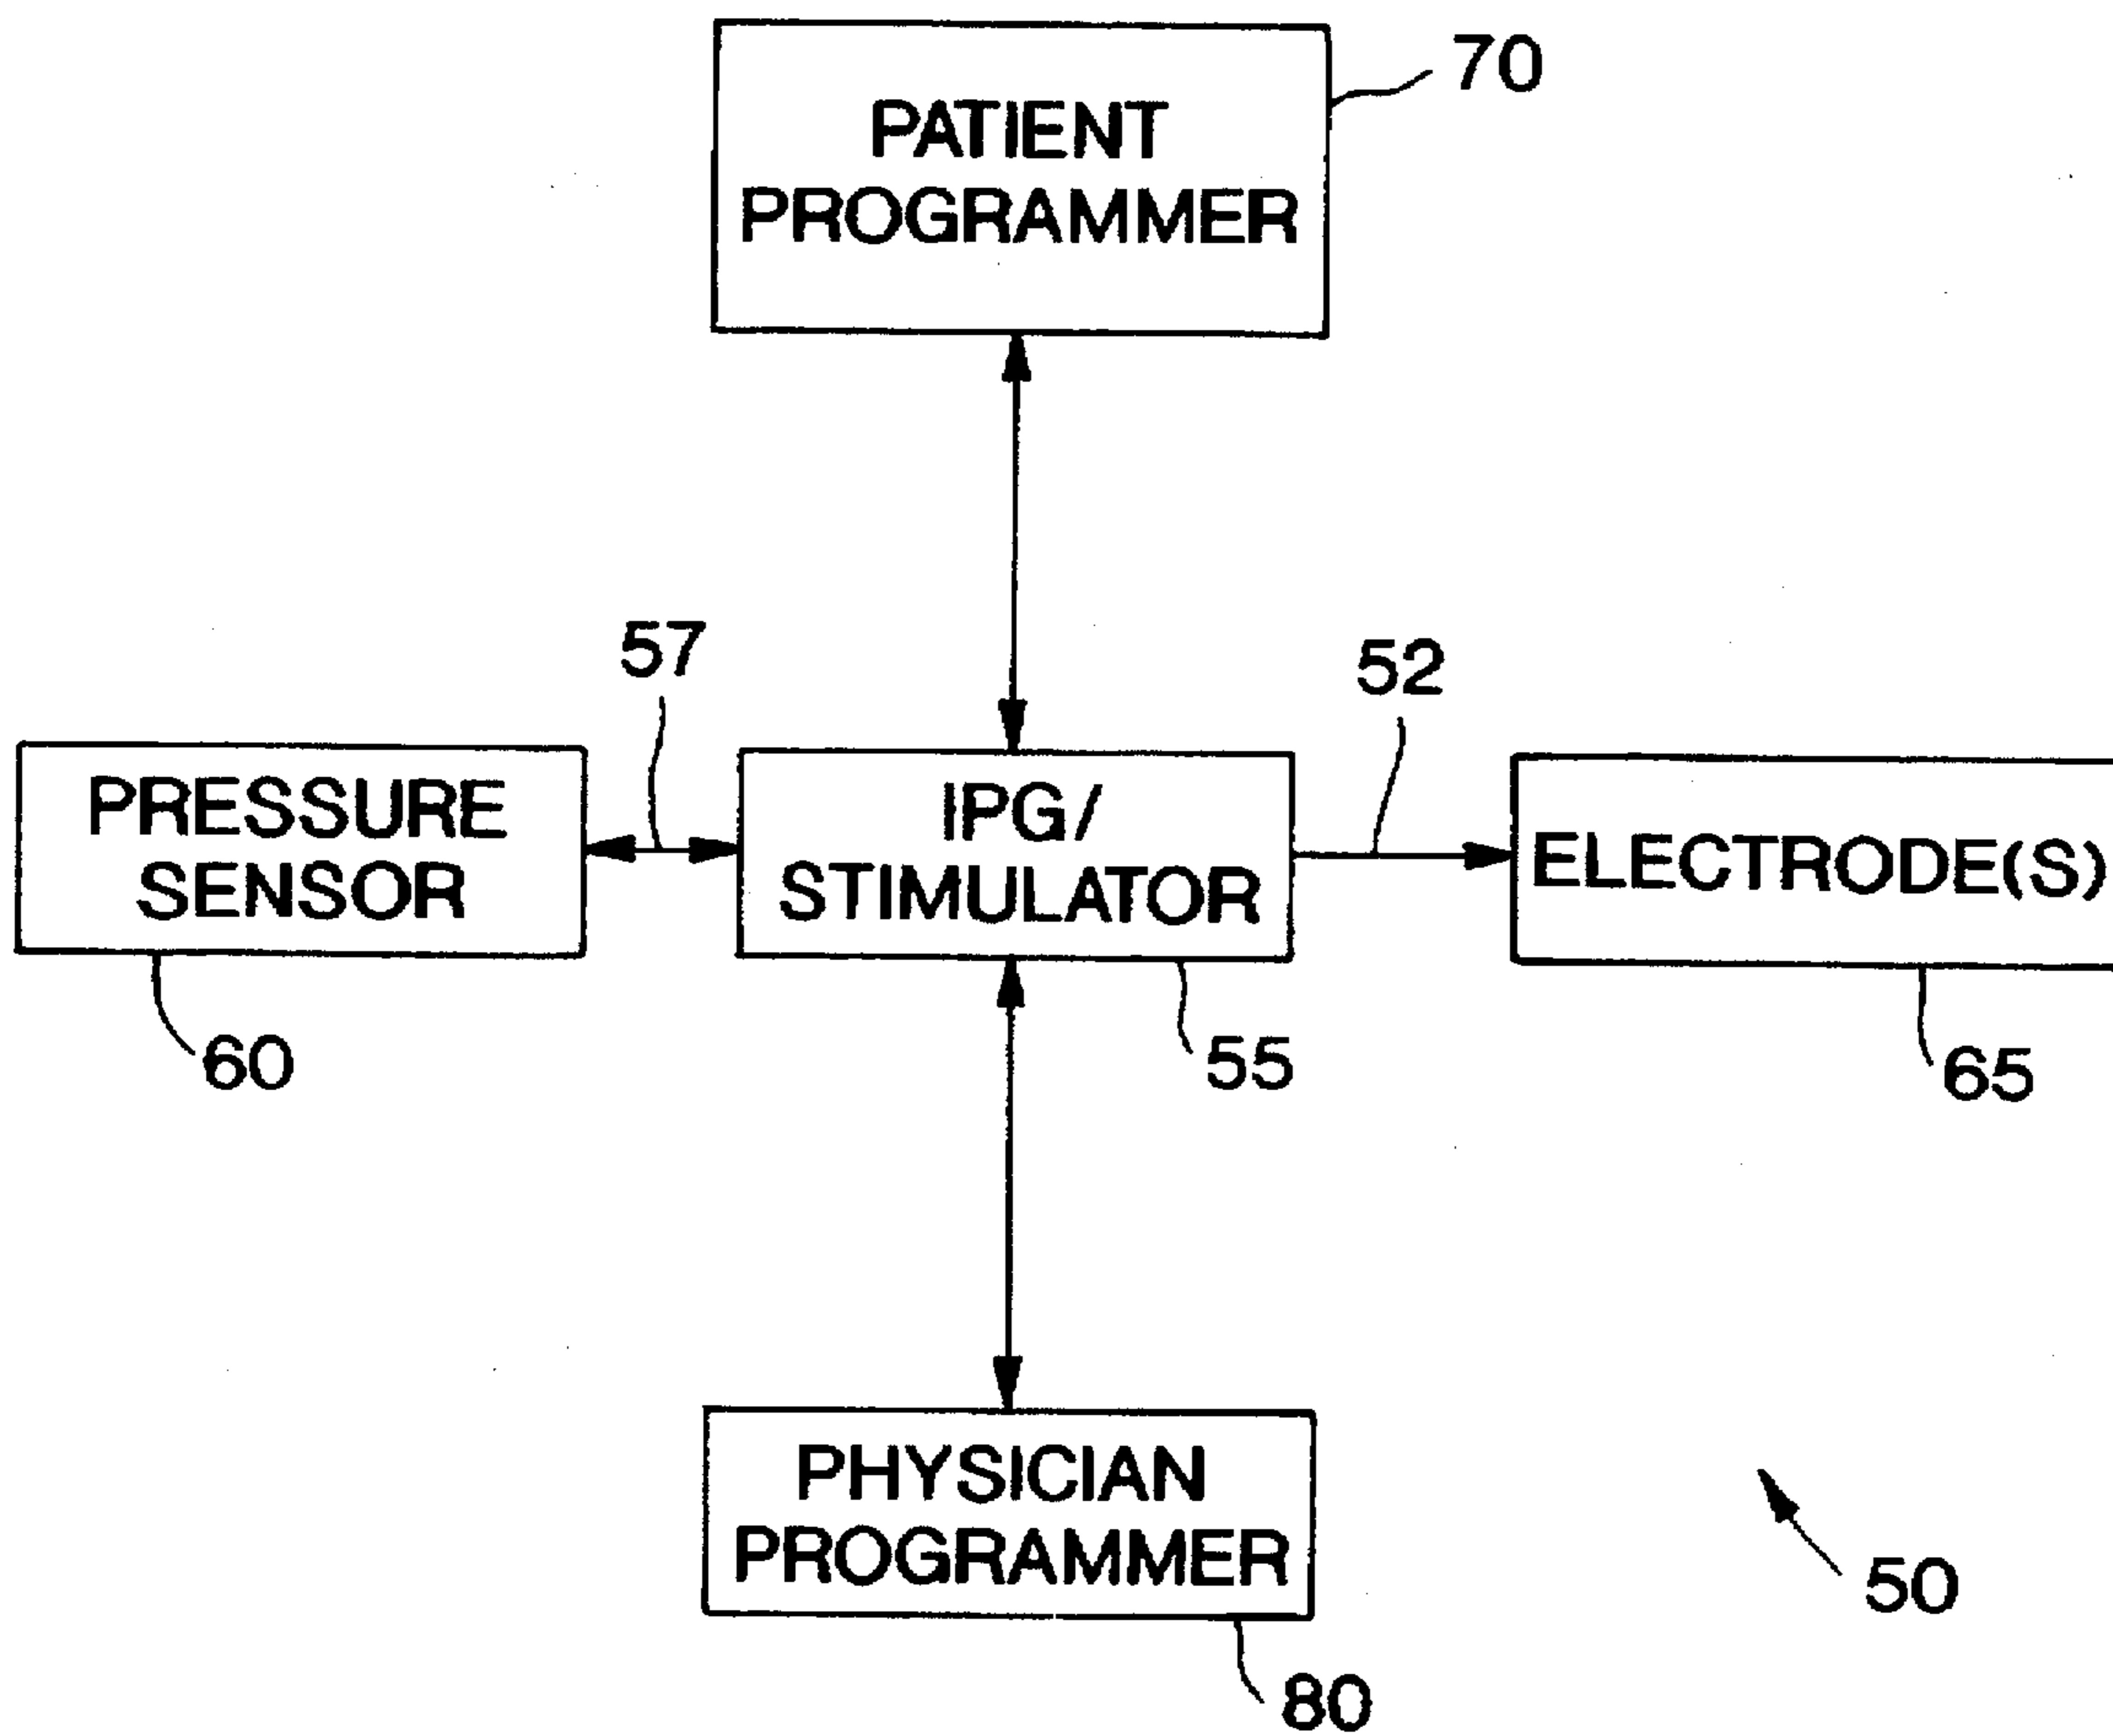 70
PATIENT
PROGRAMMER
57
52
PRESSURE
SENSOR
IPG/
STIMULATOR
ELECTRODE(S)
60
55
65
PHYSICIAN
PROGRAMMER
50
80